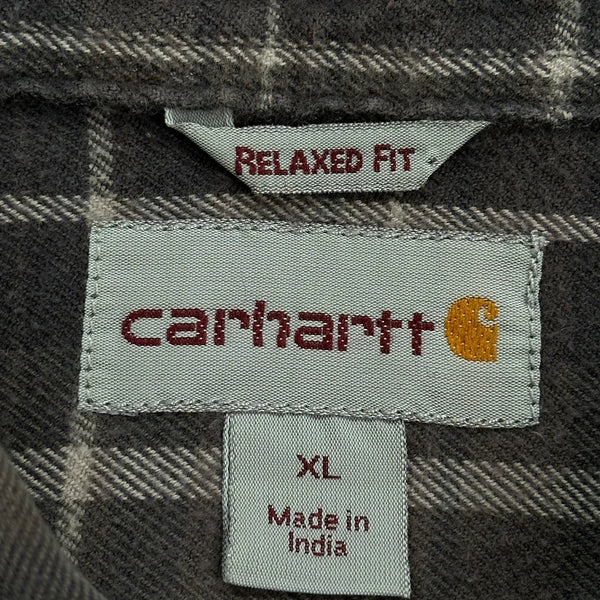 RELAXED FIT
carhartt
XL
Made in
India